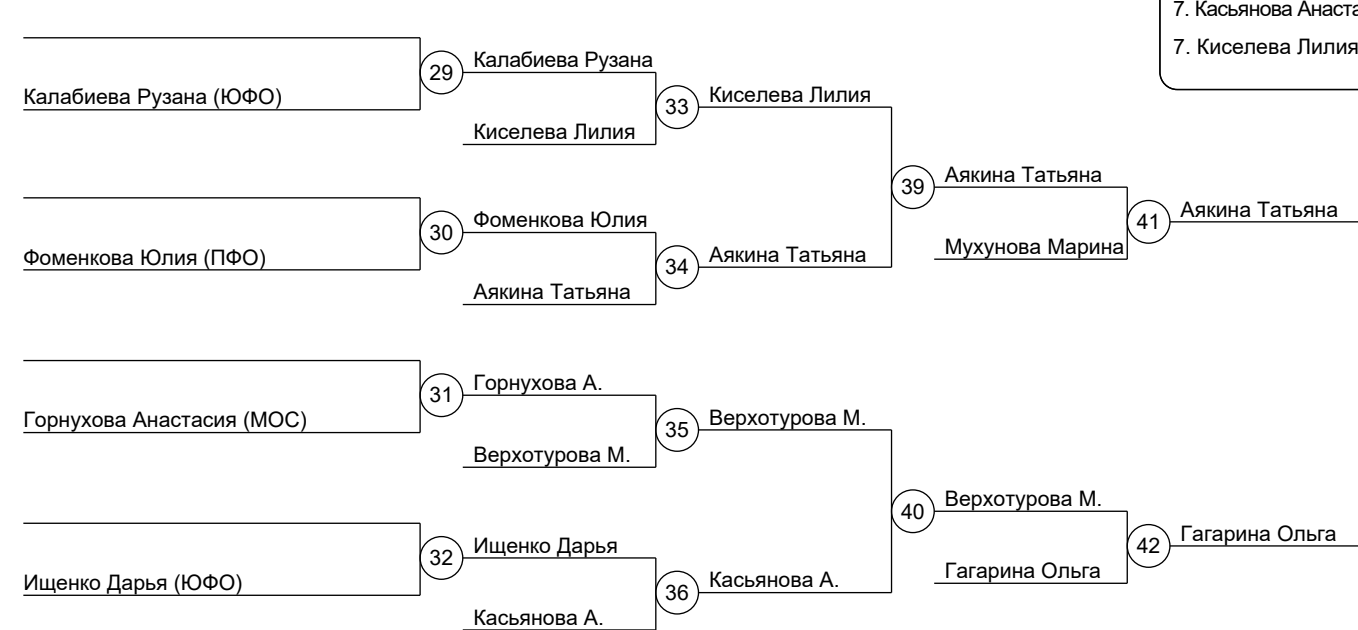 7. Касьянова Анаста
7. Киселева Лилия
Калабиева Рузана (ЮФО)
29
Калабиева Рузана
Киселева Лилия
33
Киселева Лилия
Фоменкова Юлия (ПФО)
30
Фоменкова Юлия
Аякина Татьяна
34
Аякина Татьяна
39
Аякина Татьяна
Мухунова Марина
41
Аякина Татьяна
Горнухова Анастасия (МОС)
31
Горнухова А.
Верхотурова М.
35
Верхотурова М.
Ищенко Дарья (ЮФО)
32
Ищенко Дарья
Касьянова А.
36
Касьянова А.
40
Верхотурова М.
Гагарина Ольга
42
Гагарина Ольга